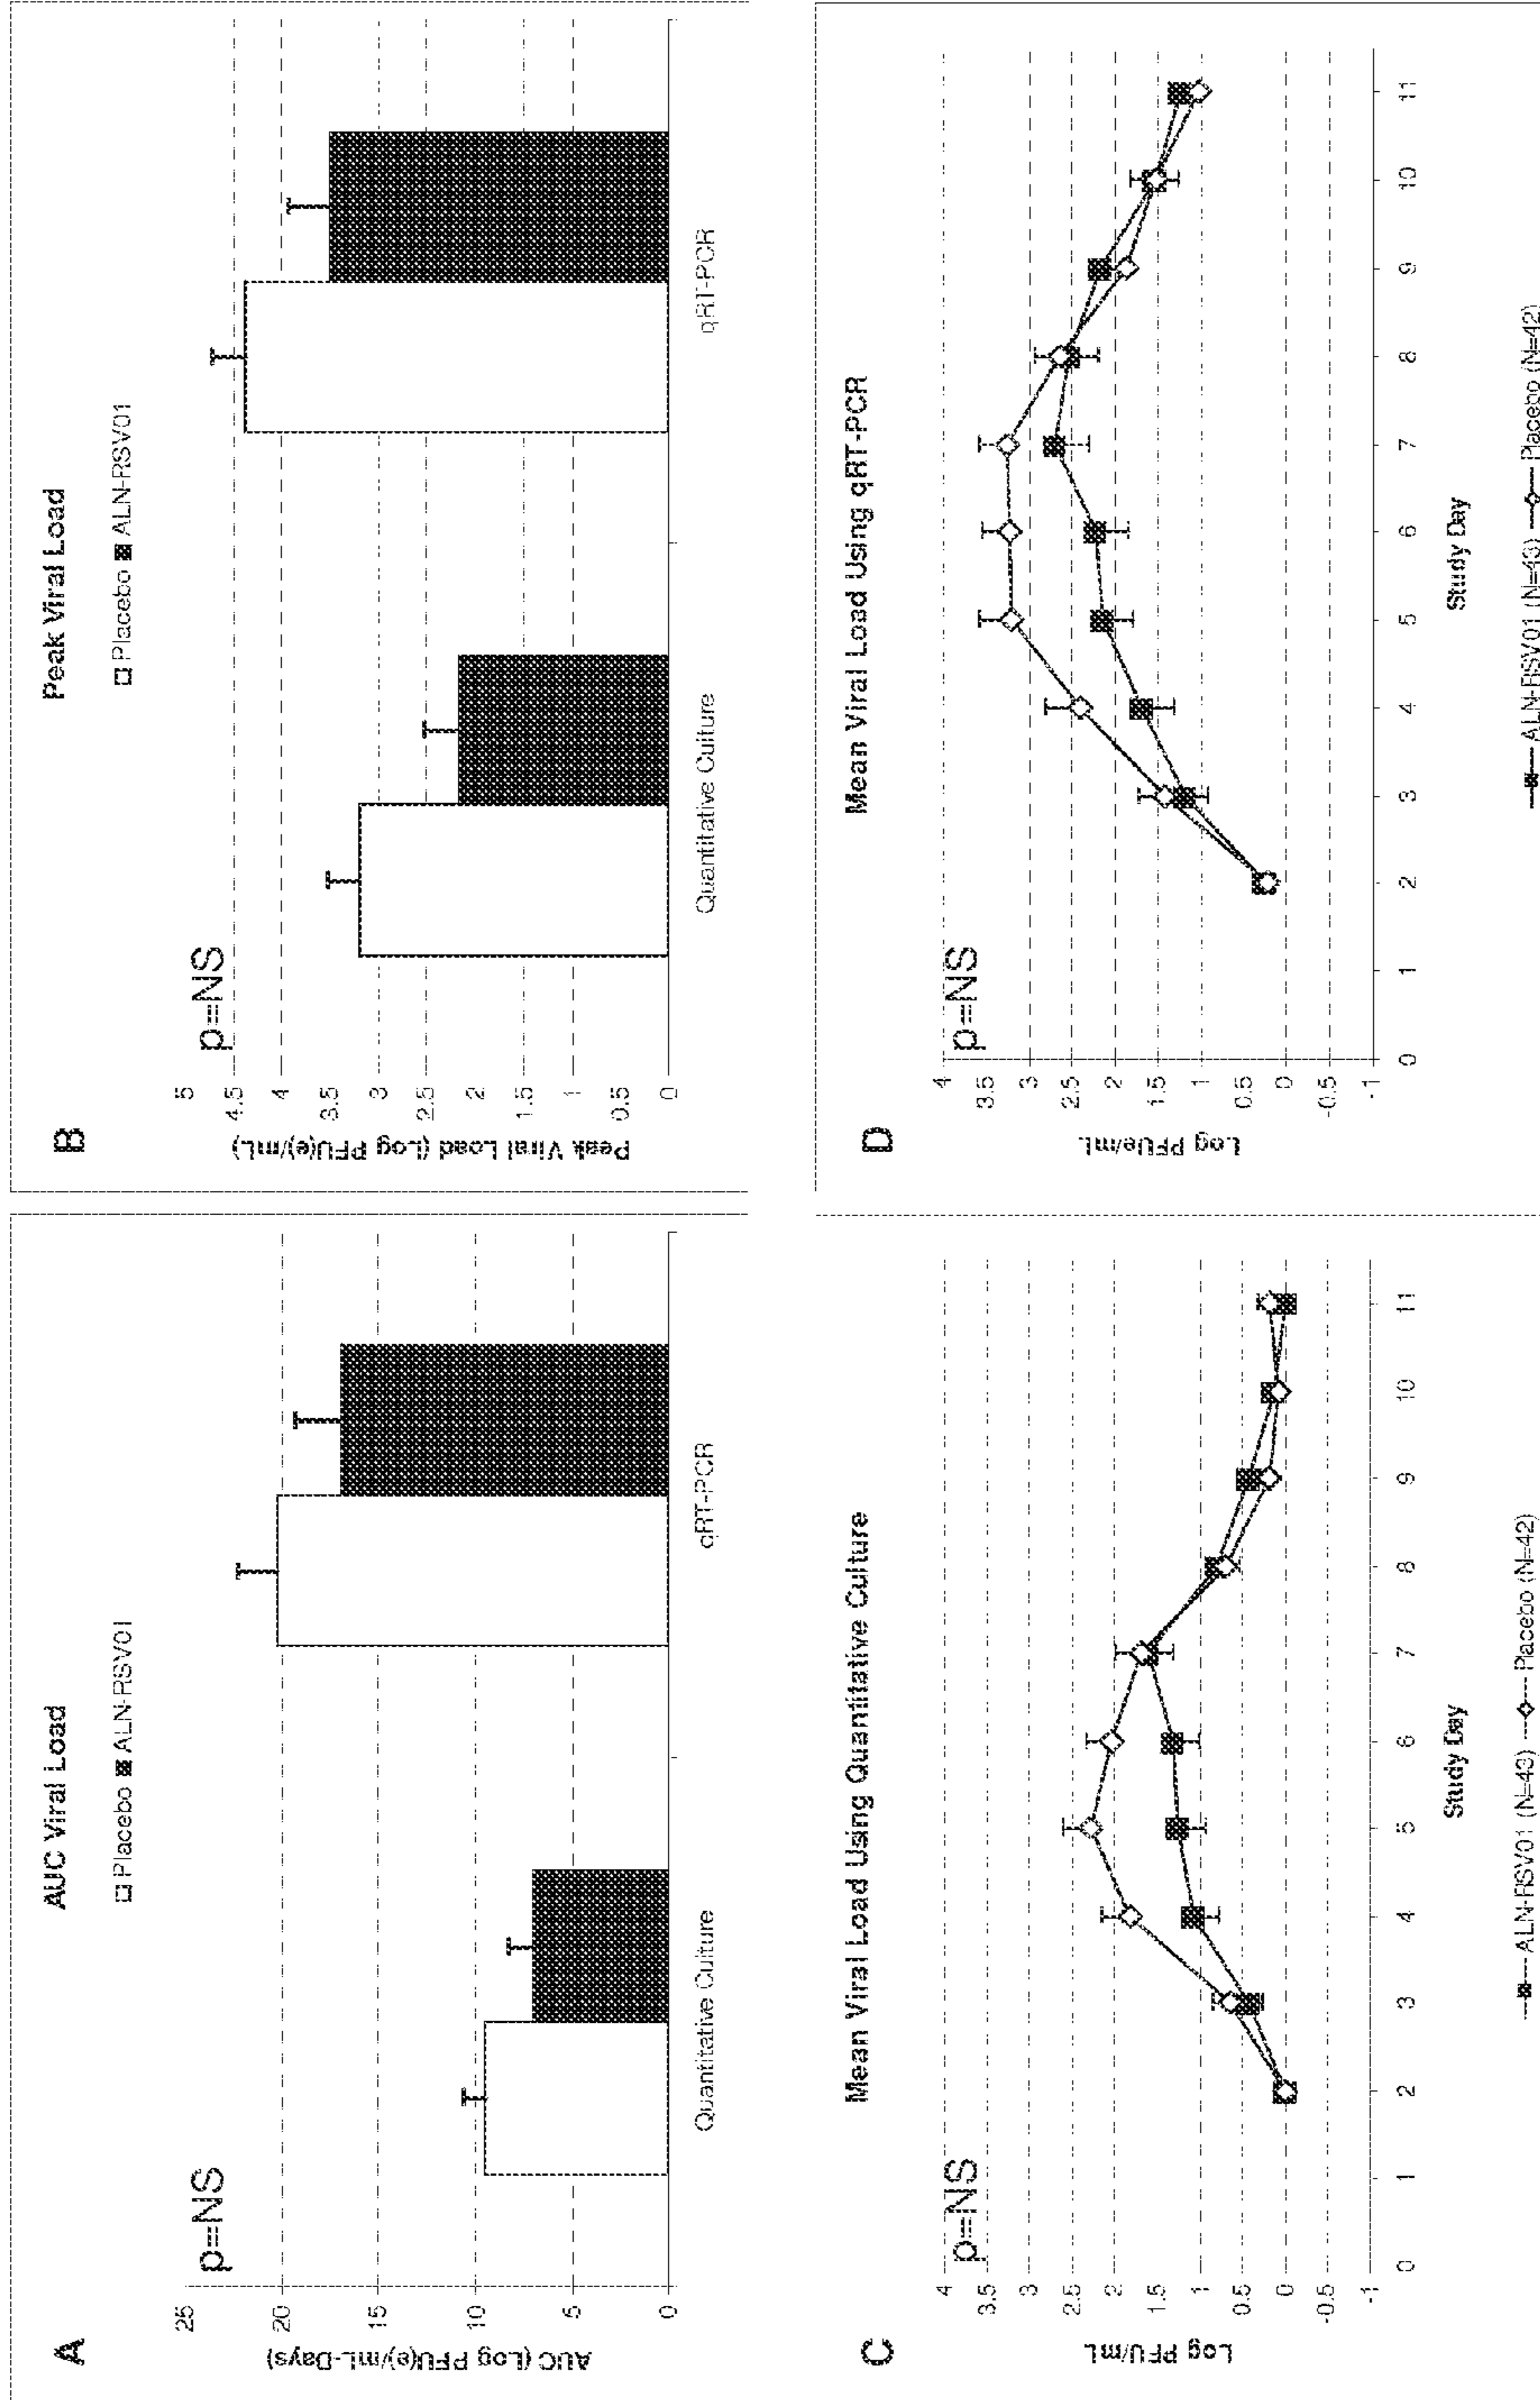 A
AUC Viral Load
□ Placebo ■ ALN-RSV01
p=NS
AUC (Log PFU(e)/mL-Days)
25
20
15
10
5
0
Quantitative Culture
qRT-PCR
B
Peak Viral Load
□ Placebo ■ ALN-RSV01
p=NS
Peak Viral Load (Log PFU(e)/mL)
5
4.5
4
3.5
3
2.5
2
1.5
1
0.5
0
Quantitative Culture
qRT-PCR
C
Mean Viral Load Using Quantitative Culture
p=NS
Log PFU/mL
4
3.5
3
2.5
2
1.5
1
0.5
0
-0.5
-1
0 1 2 3 4 5 6 7 8 9 10 11
Study Day
ALN-RSV01 (N=43) Placebo (N=42)
D
Mean Viral Load Using qRT-PCR
p=NS
Log PFUe/mL
4
3.5
3
2.5
2
1.5
1
0.5
0
-0.5
-1
0 1 2 3 4 5 6 7 8 9 10 11
Study Day
ALN-RSV01 (N=43) Placebo (N=42)